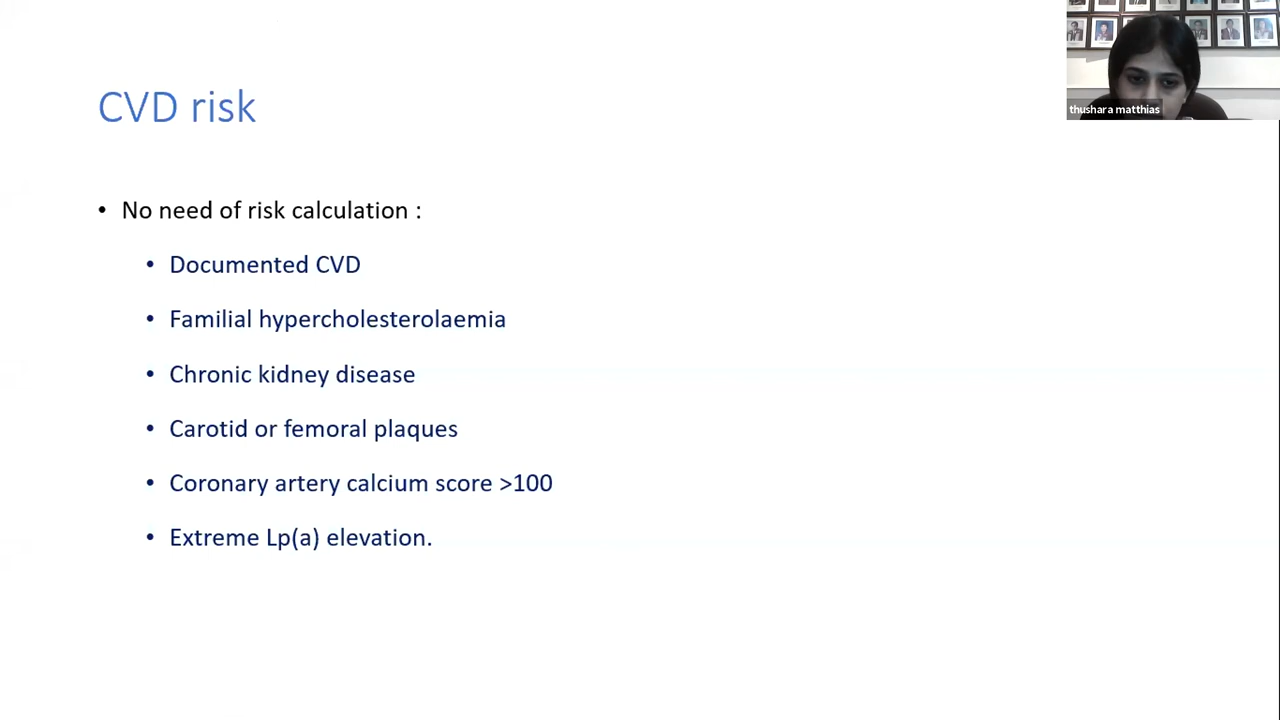 thushara matthias
CVD risk
• No need of risk calculation :
• Documented CVD
• Familial hypercholesterolaemia
• Chronic kidney disease
• Carotid or femoral plaques
• Coronary artery calcium score >100
• Extreme Lp(a) elevation.